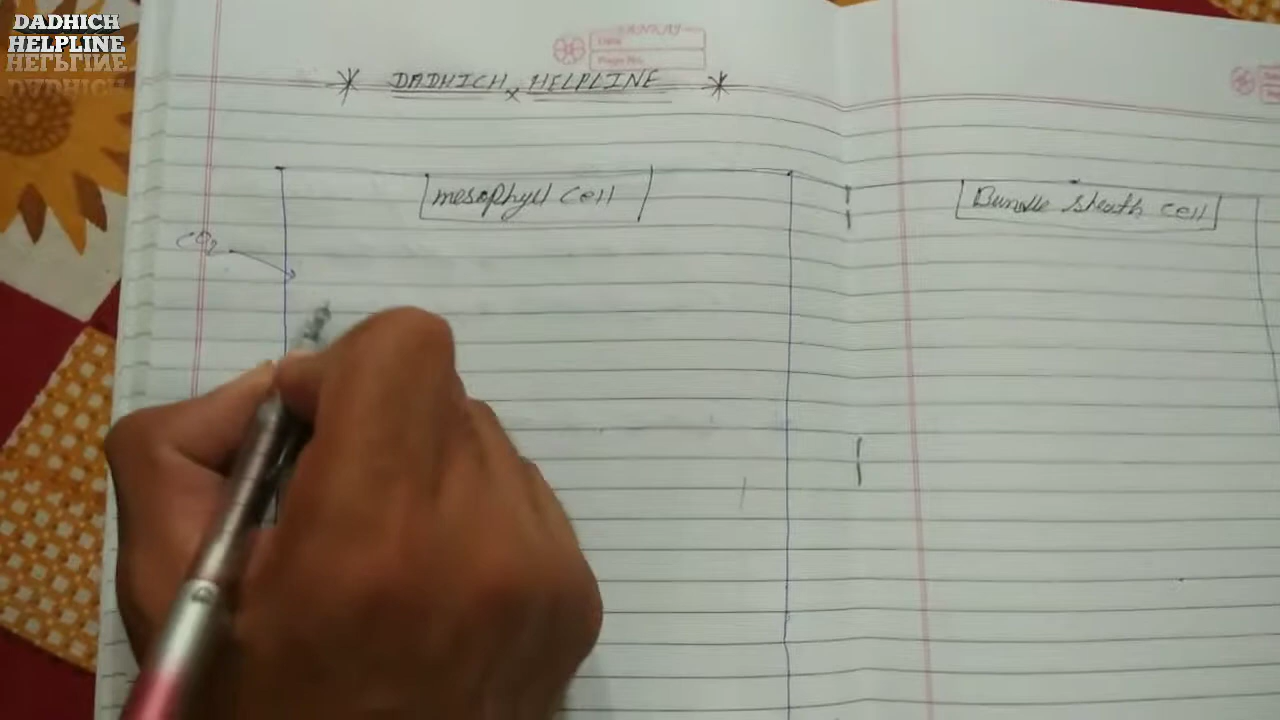 DADHICH
HELPLINE
DADHICH HELPLINE
mesophyll cell
Bundle sheath cell
CO2